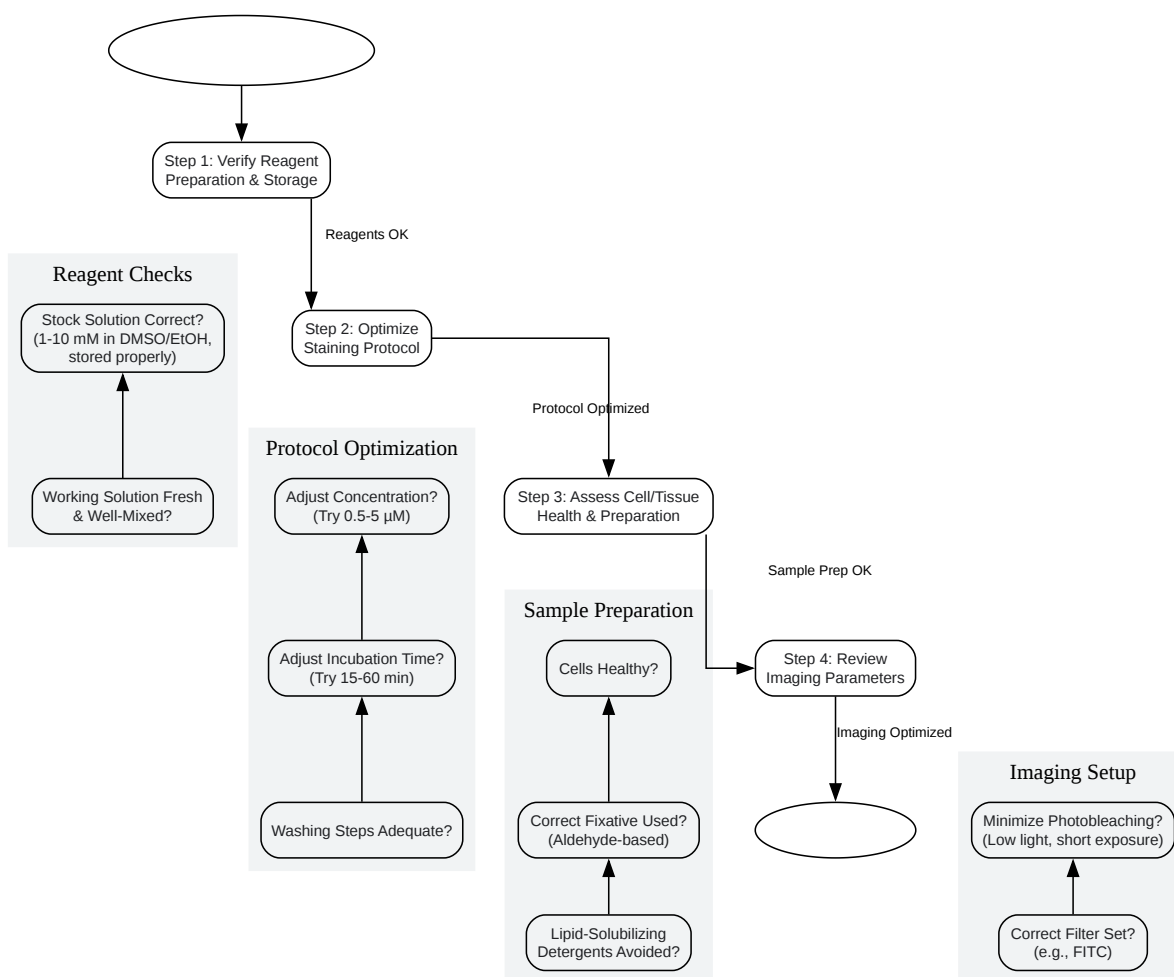 Step 1: Verify Reagent
Preparation & Storage
Reagents OK
Reagent Checks
Stock Solution Correct?
(1-10 mM in DMSO/EtOH,
stored properly)
Working Solution Fresh
& Well-Mixed?
Step 2: Optimize
Staining Protocol
Protocol Optimized
Protocol Optimization
Adjust Concentration?
(Try 0.5-5 µM)
Adjust Incubation Time?
(Try 15-60 min)
Washing Steps Adequate?
Step 3: Assess Cell/Tissue
Health & Preparation
Sample Prep OK
Sample Preparation
Cells Healthy?
Correct Fixative Used?
(Aldehyde-based)
Lipid-Solubilizing
Detergents Avoided?
Step 4: Review
Imaging Parameters
Imaging Optimized
Imaging Setup
Minimize Photobleaching?
(Low light, short exposure)
Correct Filter Set?
(e.g., FITC)